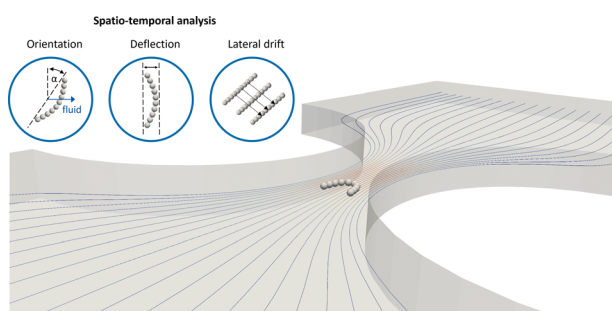 Spatio-temporal analysis
Orientation Deflection Lateral drift
α
fluid